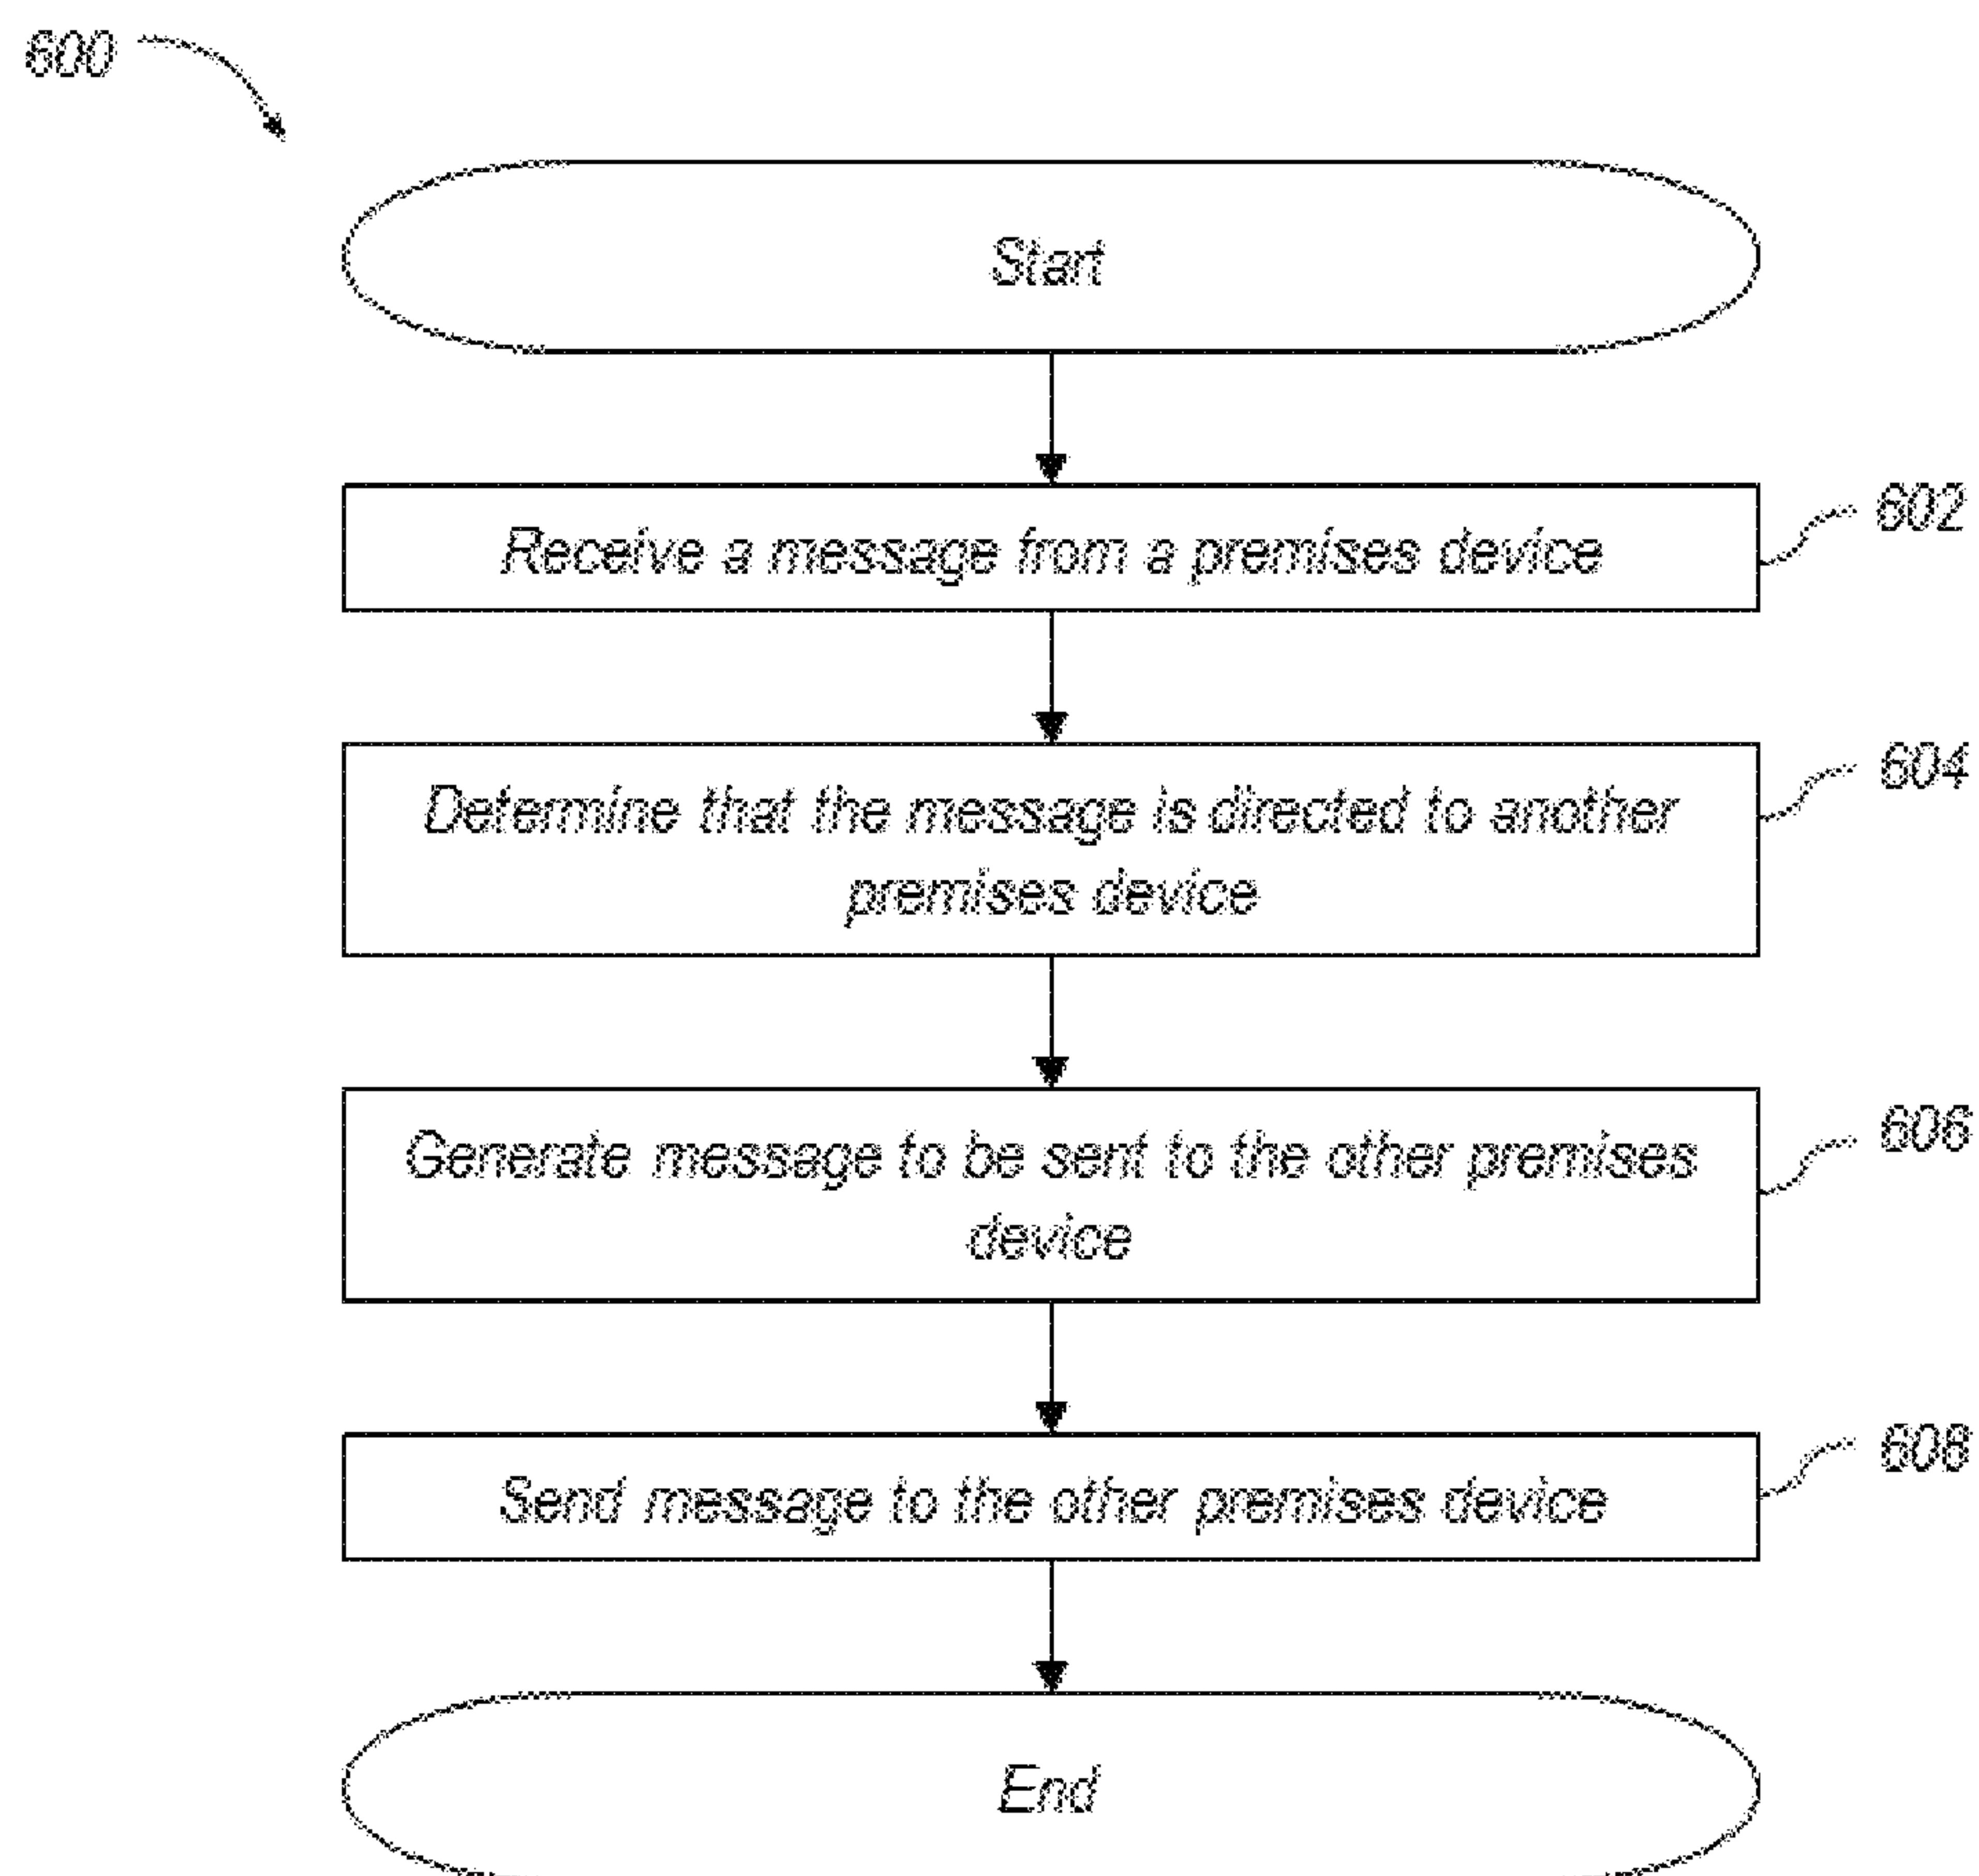 600
Start
Receive a message from a premises device
602
Determine that the message is directed to another
premises device
604
Generate message to be sent to the other premises
device
606
Send message to the other premises device
608
End